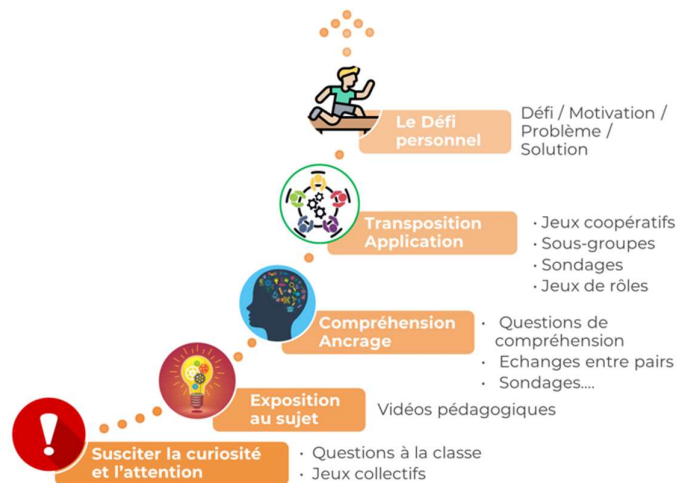 Le Défi
personnel
Défi / Motivation /
Problème /
Solution
Transposition
Application
· Jeux coopératifs
· Sous-groupes
· Sondages
· Jeux de rôles
Compréhension
Ancrage
· Questions de
compréhension
· Echanges entre pairs
· Sondages....
Exposition
au sujet
Vidéos pédagogiques
Susciter la curiosité
et l'attention
· Questions à la classe
· Jeux collectifs